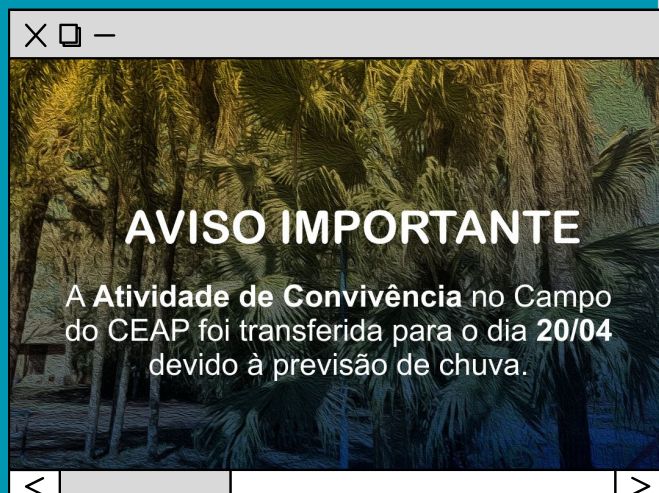 AVISO IMPORTANTE
A Atividade de Convivência no Campo
do CEAP foi transferida para o dia 20/04
devido à previsão de chuva.